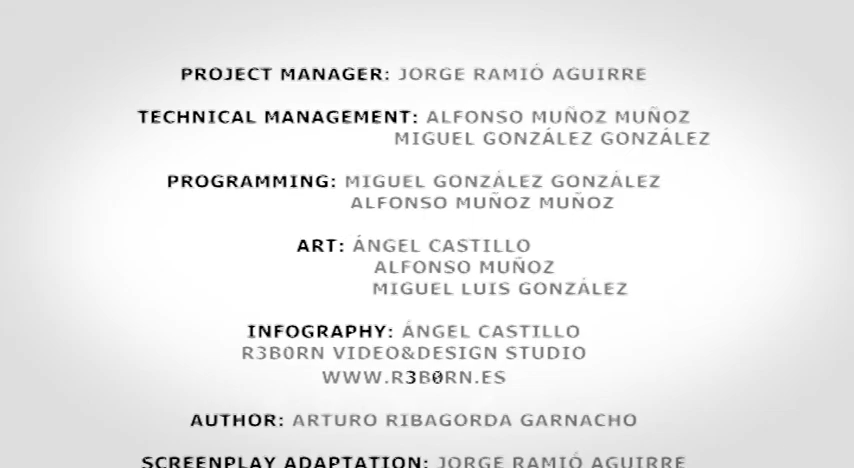 PROJECT MANAGER: JORGE RAMIÓ AGUIRRE
TECHNICAL MANAGEMENT: ALFONSO MUÑOZ MUÑOZ
MIGUEL GONZÁLEZ GONZÁLEZ
PROGRAMMING: MIGUEL GONZÁLEZ GONZÁLEZ
ALFONSO MUÑOZ MUÑOZ
ART: ÁNGEL CASTILLO
ALFONSO MUÑOZ
MIGUEL LUIS GONZÁLEZ
INFOGRAPHY: ÁNGEL CASTILLO
R3B0RN VIDEO&DESIGN STUDIO
WWW.R3B0RN.ES
AUTHOR: ARTURO RIBAGORDA GARNACHO
SCREENPLAY ADAPTATION: JORGE RAMIÓ AGUIRRE